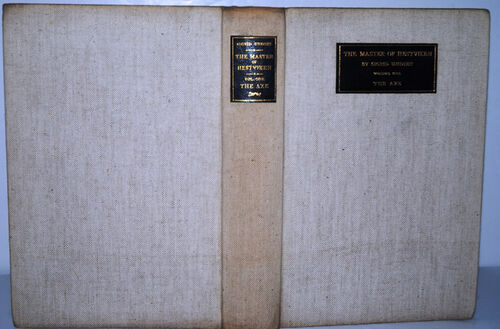 SIGRID UNDSET
THE MASTER
OF
HESTVIKEN
VOL. ONE
THE AXE
THE MASTER OF HESTVIKEN
BY SIGRID UNDSET
VOLUME ONE
THE AXE